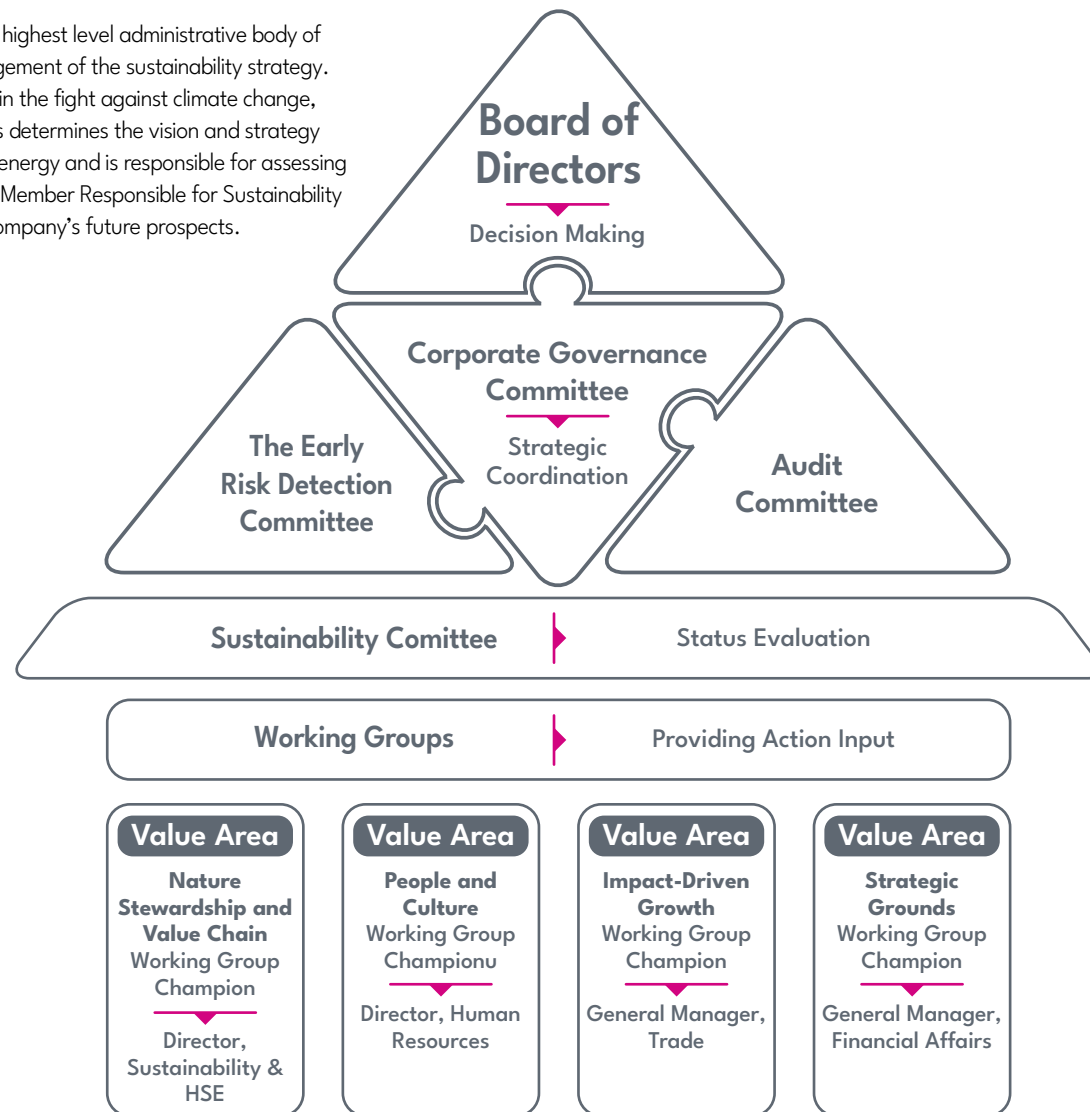 highest level administrative body of
gement of the sustainability strategy.
in the fight against climate change,
s determines the vision and strategy
energy and is responsible for assessing
Member Responsible for Sustainability
ompany's future prospects.
Board of
Directors
Decision Making
Corporate Governance
Committee
Strategic
Coordination
The Early
Risk Detection
Committee
Audit
Committee
Sustainability Comittee
Status Evaluation
Working Groups
Providing Action Input
Value Area
Nature
Stewardship and
Value Chain
Working Group
Champion
Director,
Sustainability &
HSE
Value Area
People and
Culture
Working Group
Championu
Director, Human
Resources
Value Area
Impact-Driven
Growth
Working Group
Champion
General Manager,
Trade
Value Area
Strategic
Grounds
Working Group
Champion
General Manager,
Financial Affairs